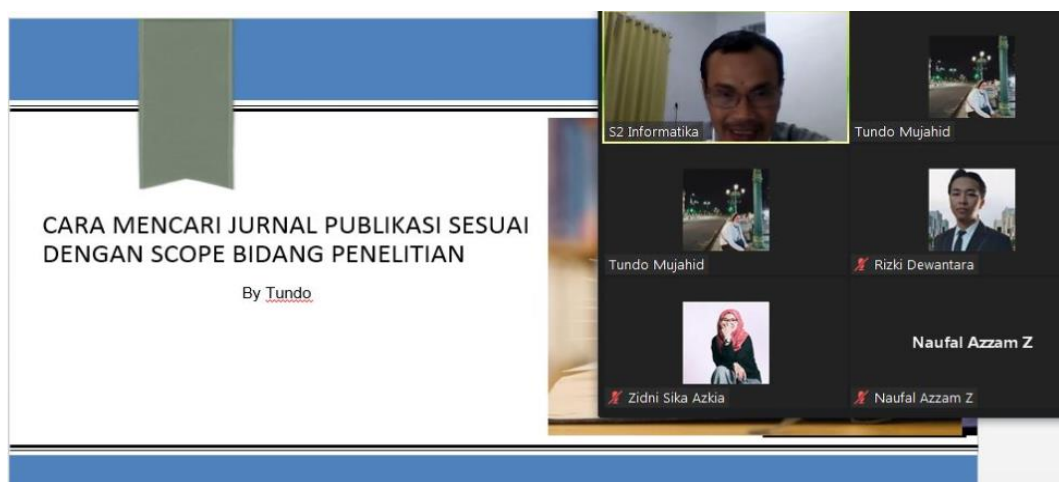 CARA MENCARI JURNAL PUBLIKASI SESUAI
DENGAN SCOPE BIDANG PENELITIAN
By Tundo
S2 Informatika
Tundo Mujahid
Tundo Mujahid
Rizki Dewantara
Zidni Sika Azkia
Naufal Azzam Z
Naufal Azzam Z